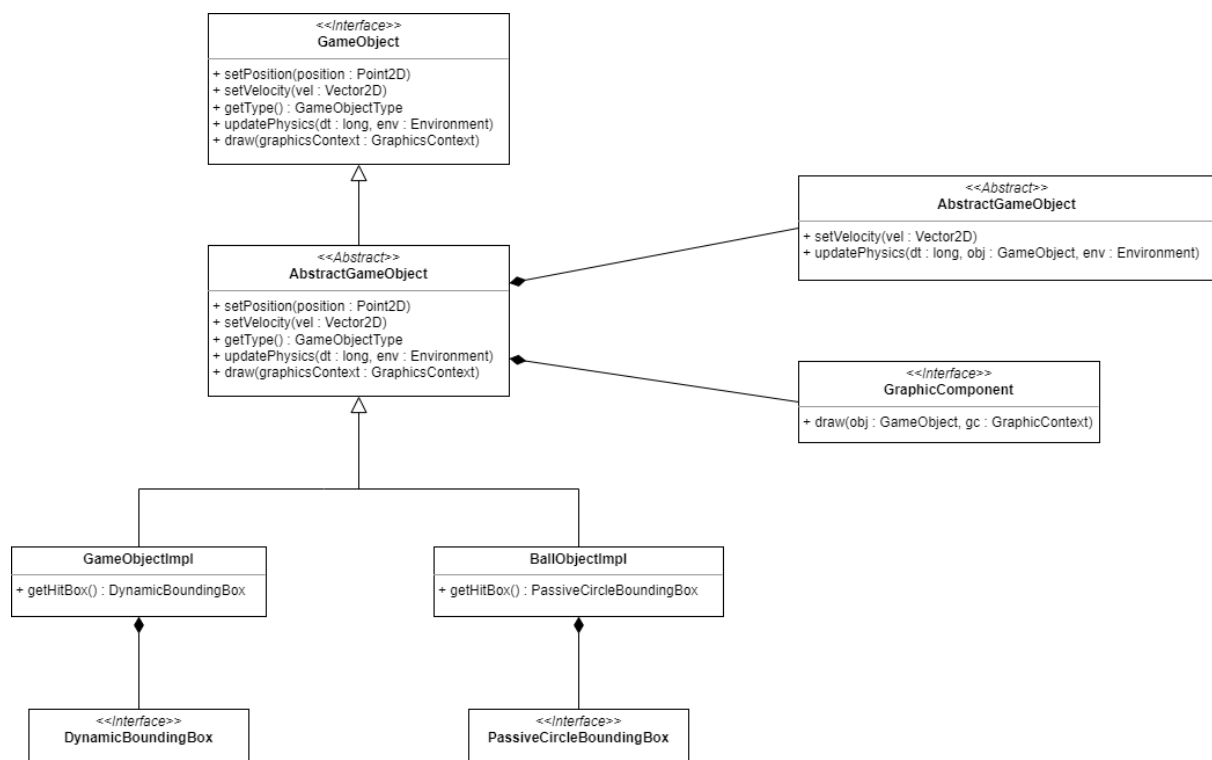 <<Interface>>
GameObject
+ setPosition(position : Point2D)
+ setVelocity(vel : Vector2D)
+ getType() : GameObjectType
+ updatePhysics(dt : long, env : Environment)
+ draw(graphicsContext : GraphicsContext)
<<Abstract>>
AbstractGameObject
+ setVelocity(vel : Vector2D)
+ updatePhysics(dt : long, obj : GameObject, env : Environment)
<<Abstract>>
AbstractGameObject
+ setPosition(position : Point2D)
+ setVelocity(vel : Vector2D)
+ getType() : GameObjectType
+ updatePhysics(dt : long, env : Environment)
+ draw(graphicsContext : GraphicsContext)
<<Interface>>
GraphicComponent
+ draw(obj : GameObject, gc : GraphicContext)
GameObjectImpl
+ getHitBox() : DynamicBoundingBox
BallObjectImpl
+ getHitBox() : PassiveCircleBoundingBox
<<Interface>>
DynamicBoundingBox
<<Interface>>
PassiveCircleBoundingBox